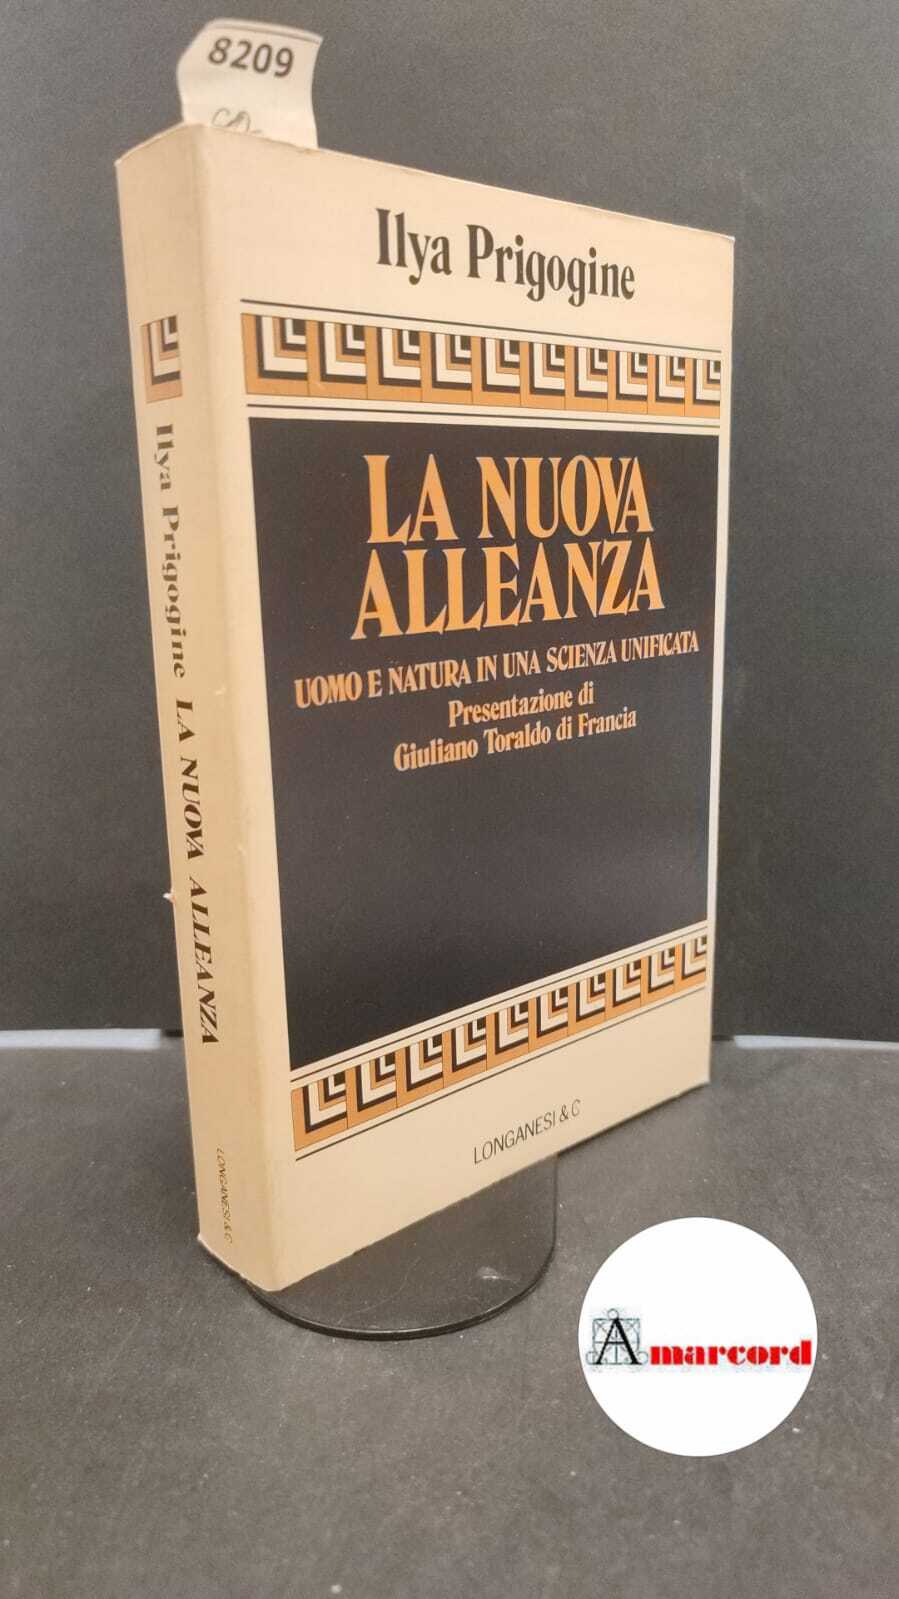 8209
Ilya Prigogine
LA NUOVA
ALLEANZA
UOMO E NATURA IN UNA SCIENZA UNIFICATA
Presentazione di
Giuliano Toraldo di Francia
LONGANESI & C
Ilya Prigogine LA NUOVA ALLEANZA
LONGANESI & C
Amarcord